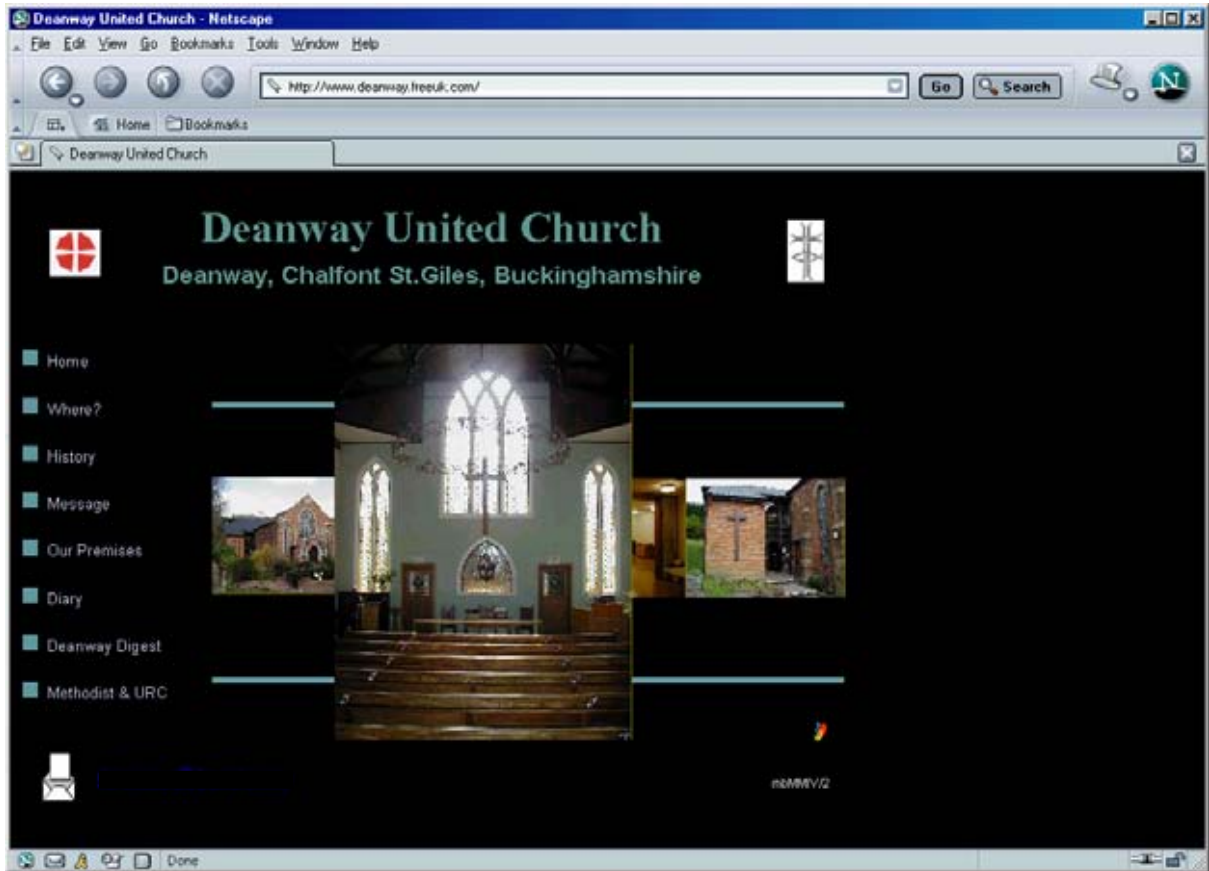 Deanway United Church - Netscape
File Edit View Go Bookmarks Tools Window Help
http://www.deanway.freeuk.com/ Go Search N
Home Bookmarks
Deanway United Church
Deanway United Church
Deanway, Chalfont St.Giles, Buckinghamshire
Home
Where?
History
Message
Our Premises
Diary
Deanway Digest
Methodist & URC
mbMMIV/2
Done